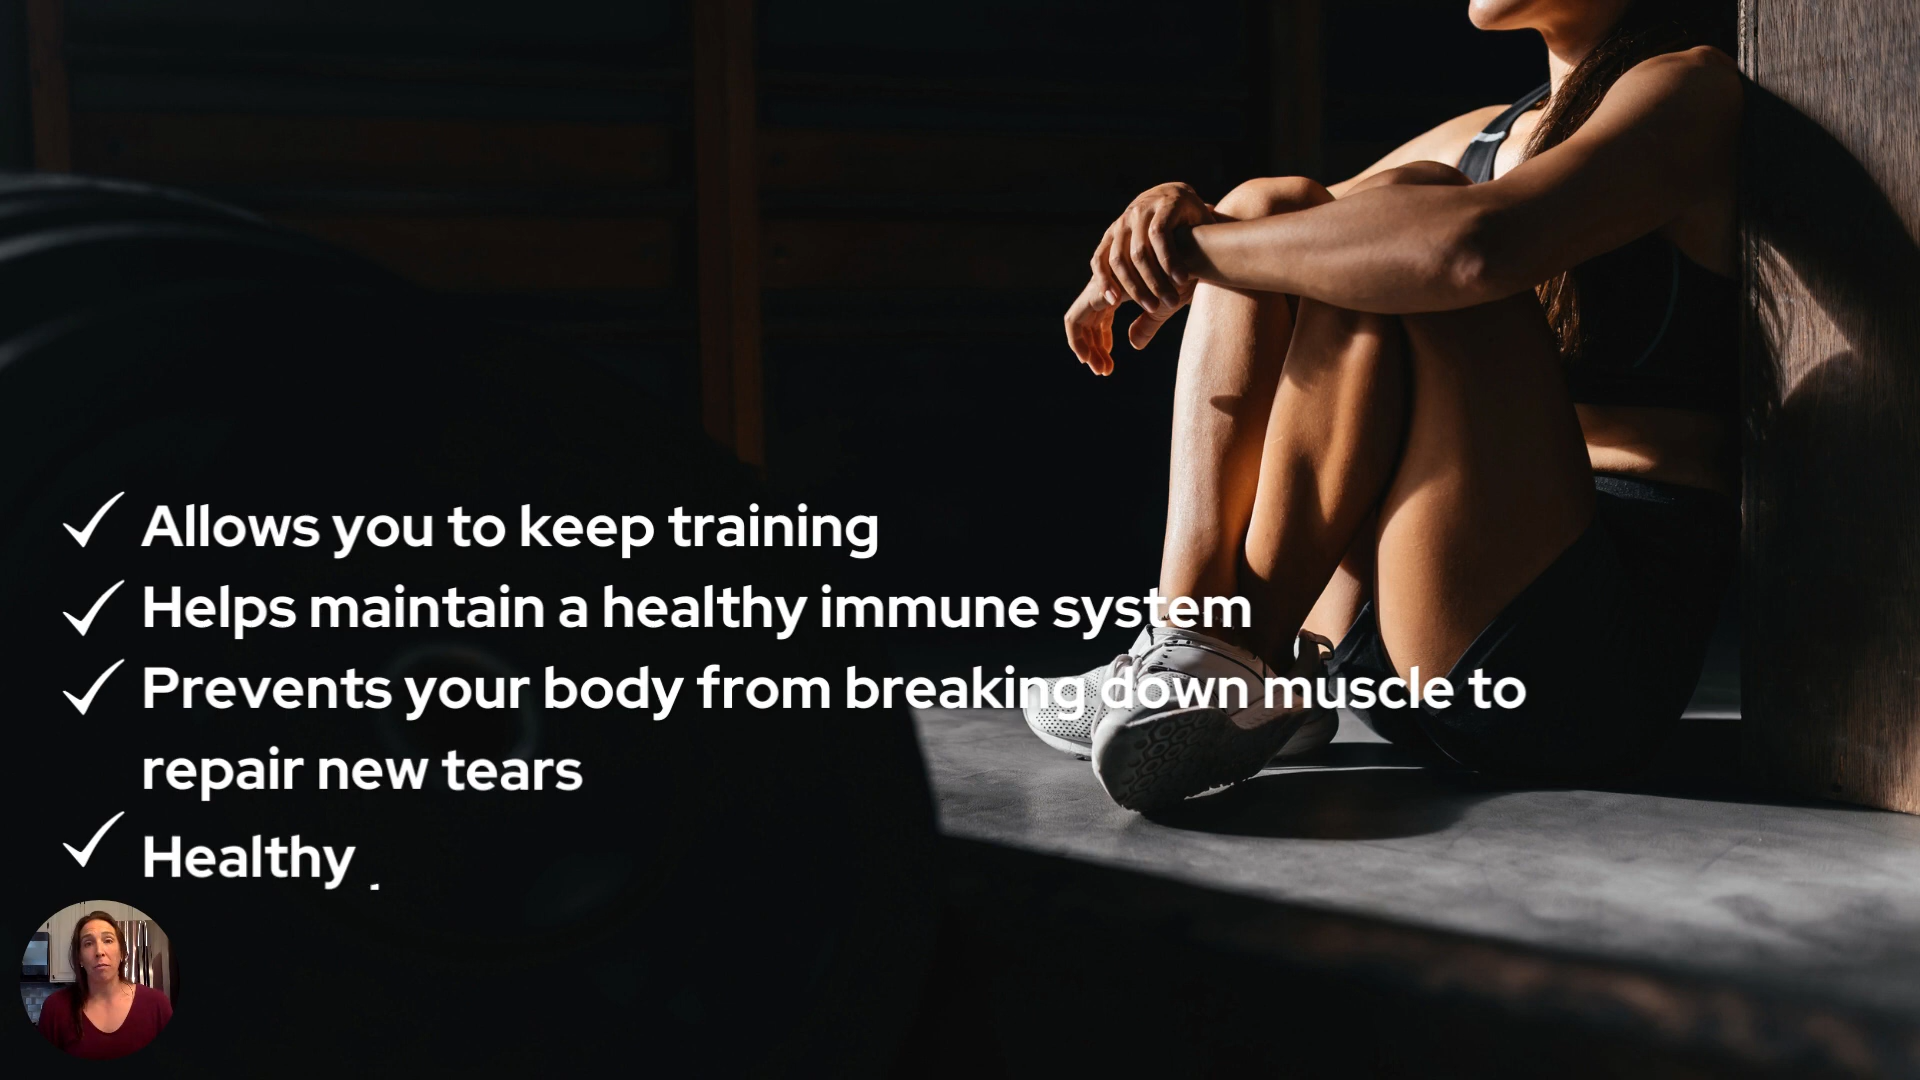 Allows you to keep training
Helps maintain a healthy immune system
Prevents your body from breaking down muscle to
repair new tears
Healthy